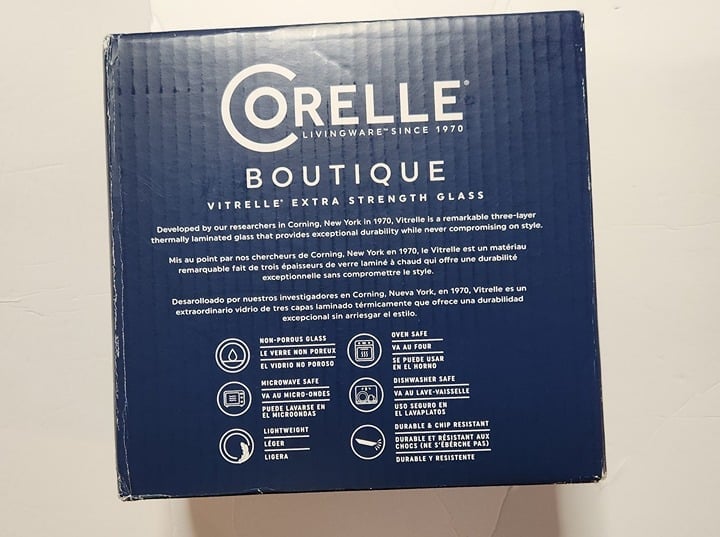 CORELLE®
LIVINGWARE™ SINCE 1970
BOUTIQUE
VITRELLE® EXTRA STRENGTH GLASS
Developed by our researchers in Corning, New York in 1970, Vitrelle is a remarkable three-layer
thermally laminated glass that provides exceptional durability while never compromising on style.
Mis au point par nos chercheurs de Corning, New York en 1970, le Vitrelle est un matériau
remarquable fait de trois épaisseurs de verre laminé à chaud qui offre une durabilité
exceptionnelle sans compromettre le style.
Desarolloado por nuestros investigadores en Corning, Nueva York, en 1970, Vitrelle es un
extraordinario vidrio de tres capas laminado térmicamente que ofrece una durabilidad
excepcional sin arriesgar el estilo.
NON-POROUS GLASS
LE VERRE NON POREUX
EL VIDRIO NO POROSO
OVEN SAFE
VA AU FOUR
SE PUEDE USAR
EN EL HORNO
MICROWAVE SAFE
VA AU MICRO-ONDES
PUEDE LAVARSE EN
EL MICROONDAS
DISHWASHER SAFE
VA AU LAVE-VAISSELLE
USO SEGURO EN
EL LAVAPLATOS
LIGHTWEIGHT
LÉGER
LIGERA
DURABLE & CHIP RESISTANT
DURABLE ET RÉSISTANT AUX
CHOCS (NE S'ÉBÈRCHE PAS)
DURABLE Y RESISTENTE